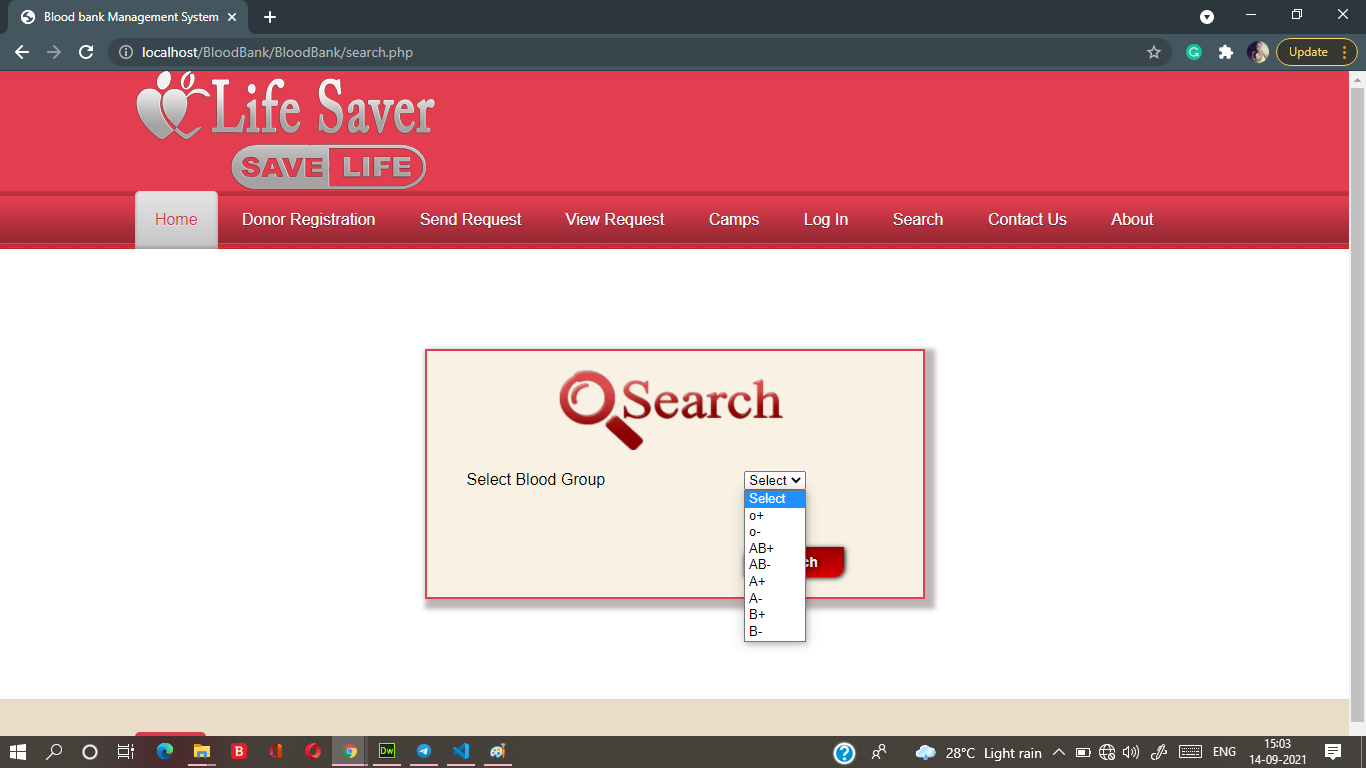 Blood bank Management System
localhost/BloodBank/BloodBank/search.php
Update
Life Saver
SAVE LIFE
Home Donor Registration Send Request View Request Camps Log In Search Contact Us About
Search
Select Blood Group Select
Select
o+
o-
AB+
AB-
A+
A-
B+
B-
28°C Light rain ENG 15:03
14-09-2021